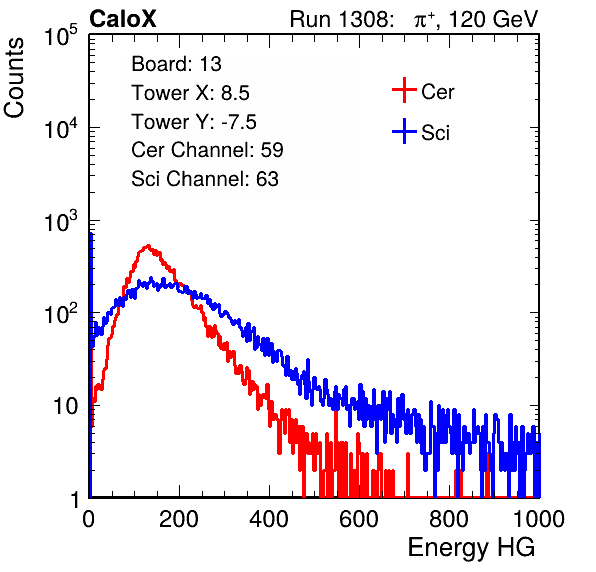 CaloX Run 1308: π⁺, 120 GeV
Counts
Board: 13
Tower X: 8.5
Tower Y: -7.5
Cer Channel: 59
Sci Channel: 63
Cer
Sci
10⁵
10⁴
10³
10²
10
1
0 200 400 600 800 1000
Energy HG